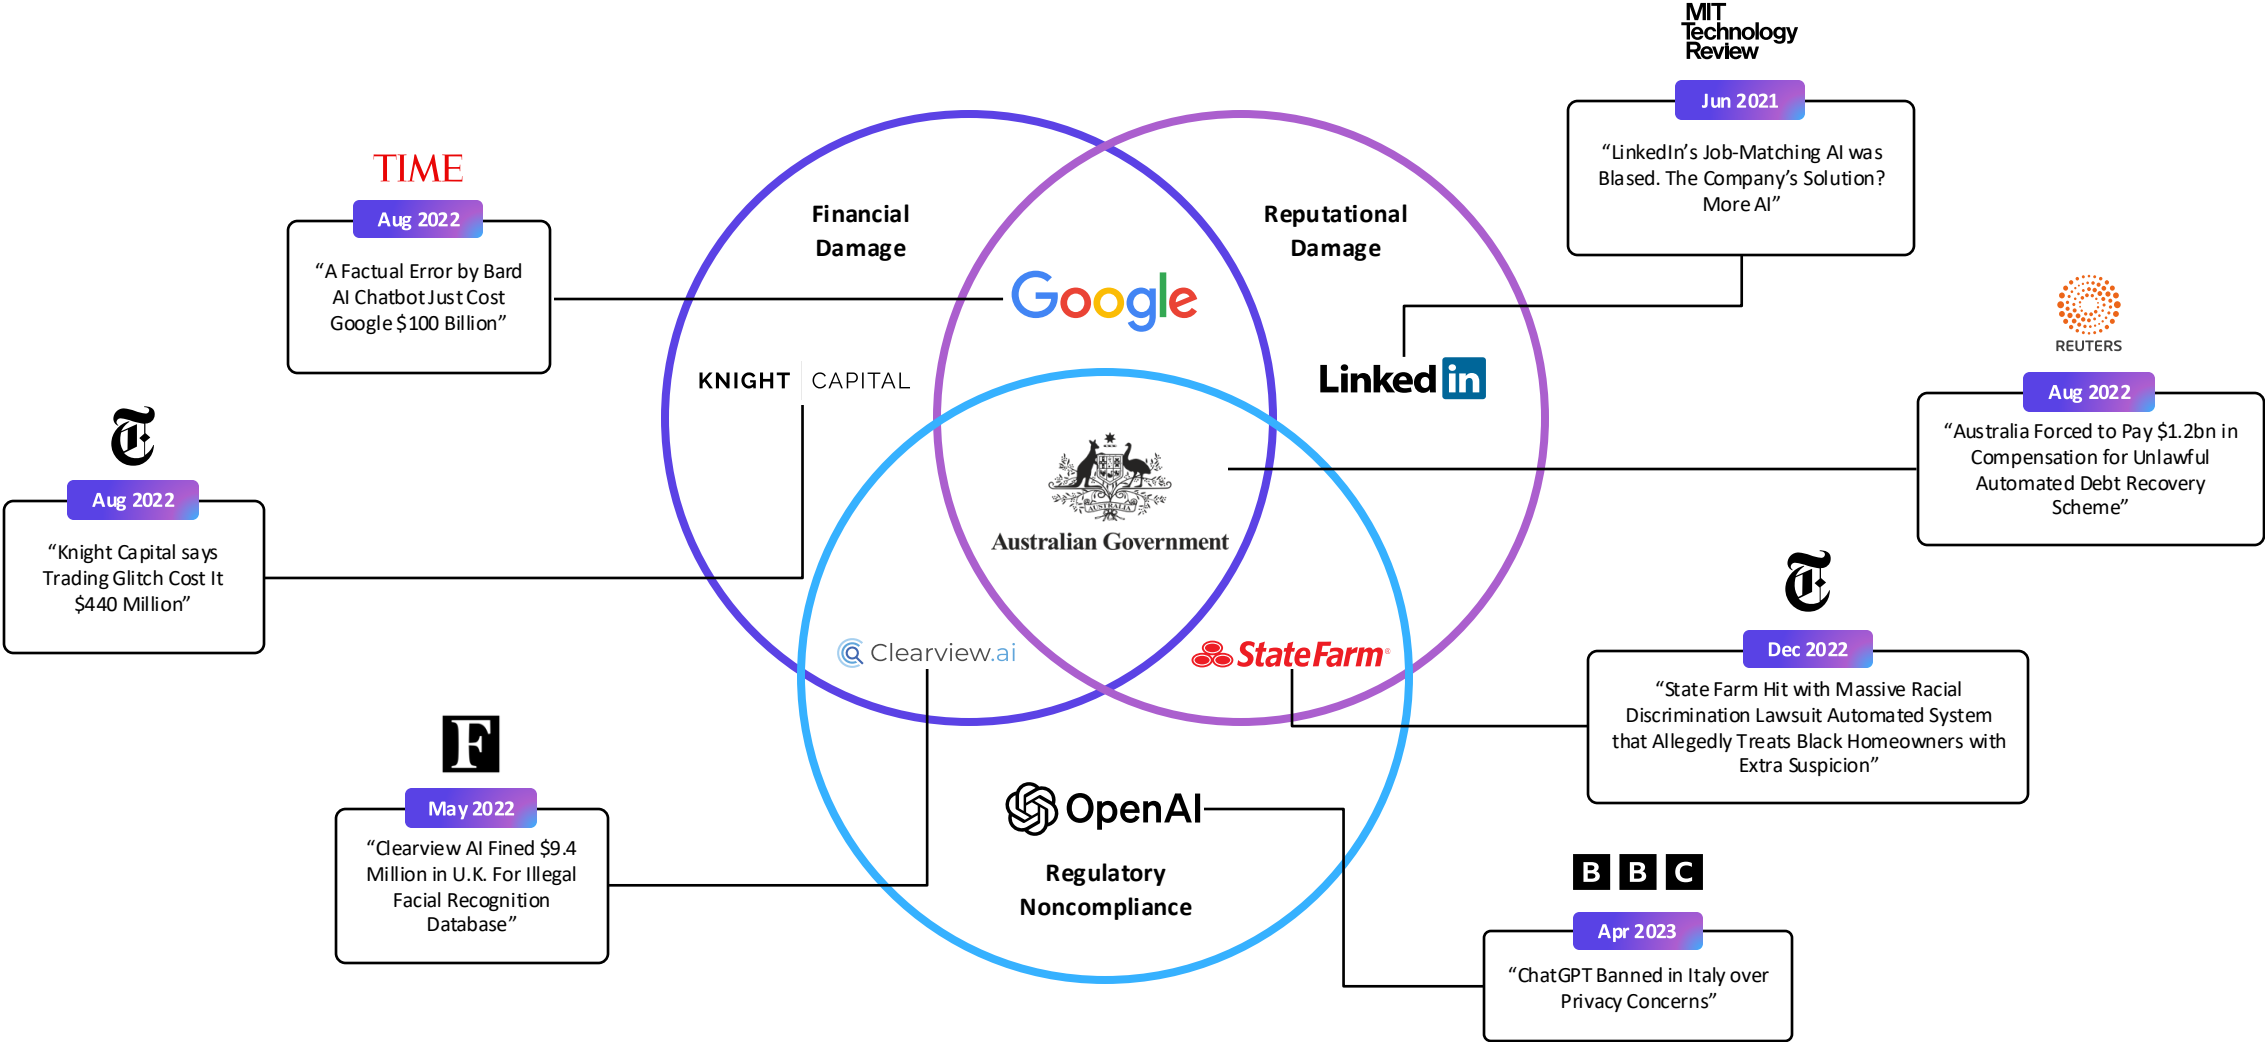 MIT
Technology
Review
Jun 2021
“LinkedIn’s Job-Matching AI was
Blased. The Company’s Solution?
More AI”
TIME
Aug 2022
“A Factual Error by Bard
AI Chatbot Just Cost
Google $100 Billion”
Financial
Damage
Reputational
Damage
Google
KNIGHT CAPITAL
Linked in
REUTERS
Aug 2022
“Australia Forced to Pay $1.2bn in
Compensation for Unlawful
Automated Debt Recovery
Scheme”
T
Aug 2022
“Knight Capital says
Trading Glitch Cost It
$440 Million”
AUSTRALIA
Australian Government
Clearview.ai
State Farm®
T
Dec 2022
“State Farm Hit with Massive Racial
Discrimination Lawsuit Automated System
that Allegedly Treats Black Homeowners with
Extra Suspicion”
F
May 2022
“Clearview AI Fined $9.4
Million in U.K. For Illegal
Facial Recognition
Database”
OpenAI
Regulatory
Noncompliance
BBC
Apr 2023
“ChatGPT Banned in Italy over
Privacy Concerns”